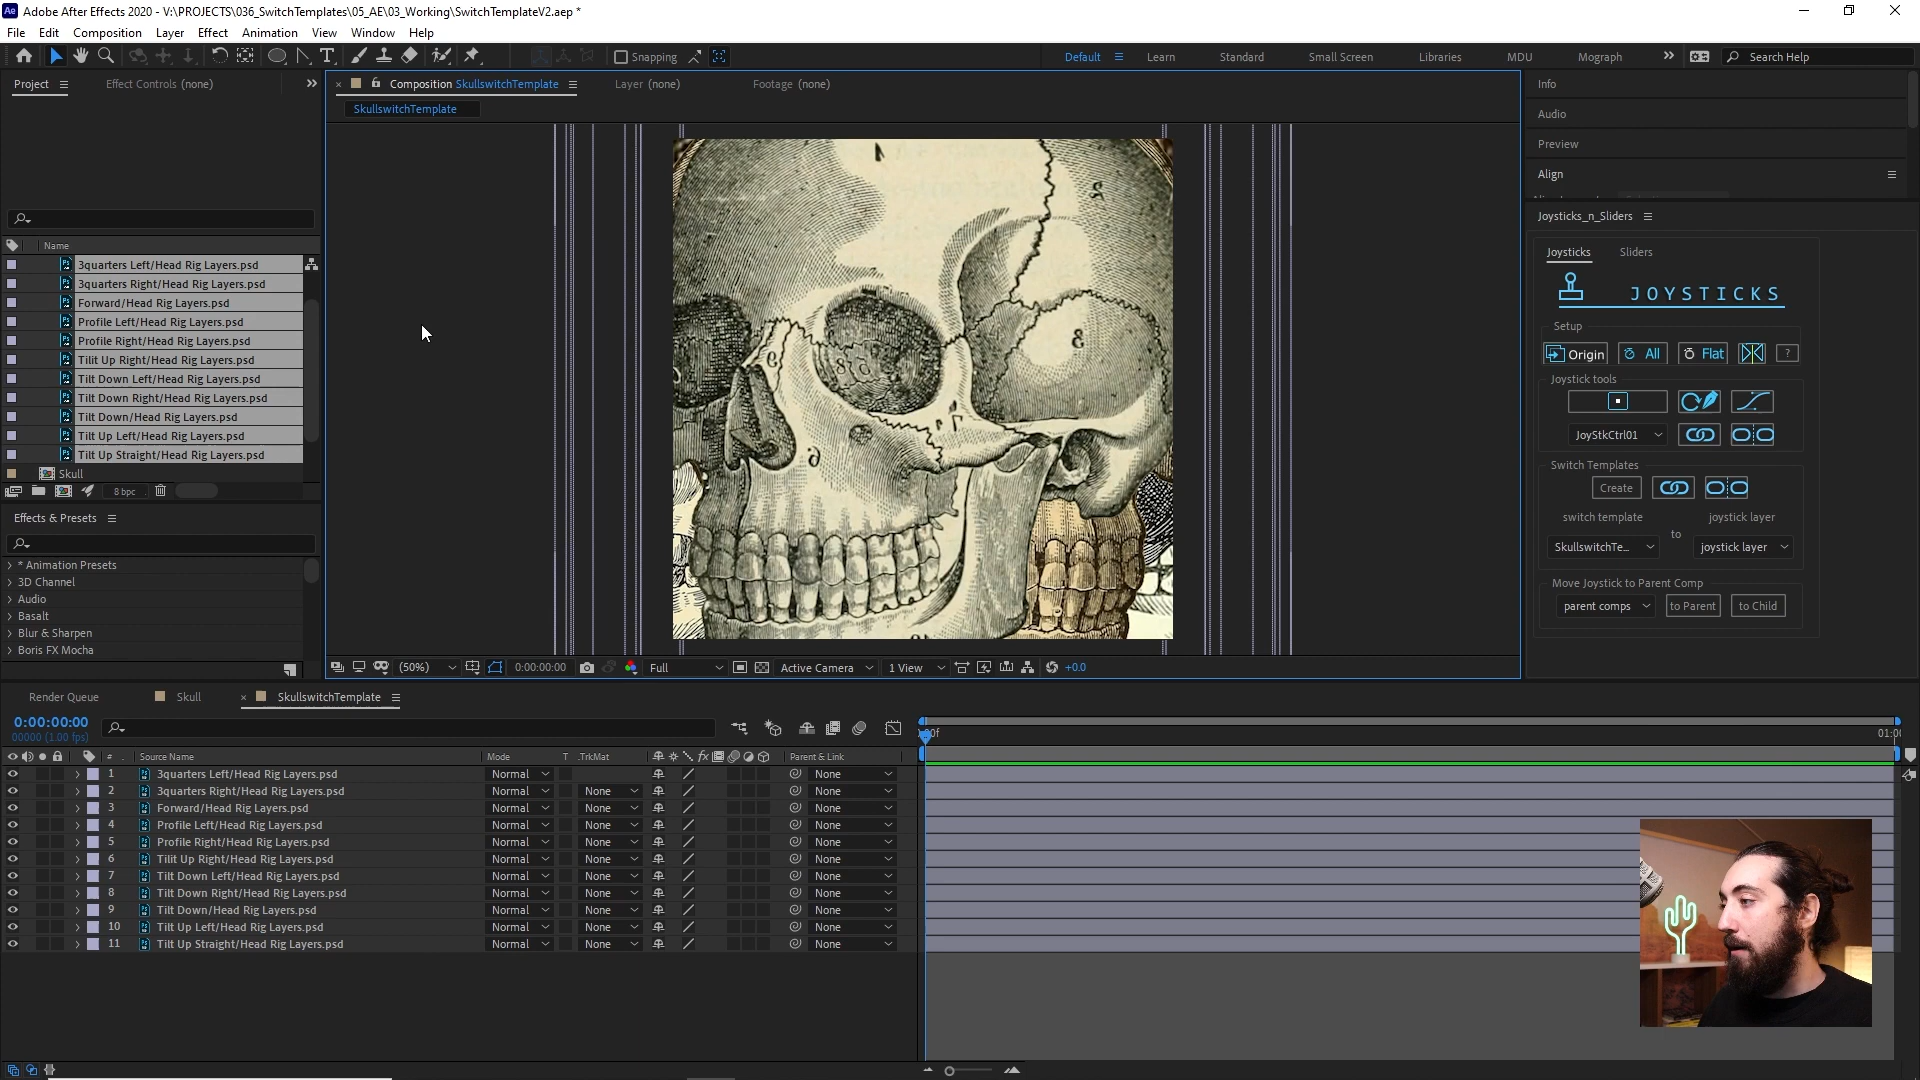 Adobe After Effects 2020 - V:\PROJECTS\036_SwitchTemplates\05_AE\03_Working\SwitchTemplateV2.aep *
File Edit Composition Layer Effect Animation View Window Help
Snapping
Default Learn Standard Small Screen Libraries MDU Mograph Search Help
Project Effect Controls (none)
Composition SkullswitchTemplate Layer (none) Footage (none)
SkullswitchTemplate
Name
3quarters Left/Head Rig Layers.psd
3quarters Right/Head Rig Layers.psd
Forward/Head Rig Layers.psd
Profile Left/Head Rig Layers.psd
Profile Right/Head Rig Layers.psd
Tilit Up Right/Head Rig Layers.psd
Tilt Down Left/Head Rig Layers.psd
Tilt Down Right/Head Rig Layers.psd
Tilt Down/Head Rig Layers.psd
Tilt Up Left/Head Rig Layers.psd
Tilt Up Straight/Head Rig Layers.psd
Skull
8 bpc
Effects & Presets
* Animation Presets
3D Channel
Audio
Basalt
Blur & Sharpen
Boris FX Mocha
(50%) 0:00:00:00 Full Active Camera 1 View +0.0
Info
Audio
Preview
Align
Joysticks_n_Sliders
Joysticks Sliders
JOYSTICKS
Setup
Origin All Flat ?
Joystick tools
JoyStkCtrl01
Switch Templates
Create
switch template joystick layer
to
SkullswitchTe... joystick layer
Move Joystick to Parent Comp
parent comps to Parent to Child
Render Queue Skull SkullswitchTemplate
0:00:00:00
00000 (1.00 fps)
# Source Name Mode T .TrkMat Parent & Link
1 3quarters Left/Head Rig Layers.psd Normal None
2 3quarters Right/Head Rig Layers.psd Normal None None
3 Forward/Head Rig Layers.psd Normal None None
4 Profile Left/Head Rig Layers.psd Normal None None
5 Profile Right/Head Rig Layers.psd Normal None None
6 Tilit Up Right/Head Rig Layers.psd Normal None None
7 Tilt Down Left/Head Rig Layers.psd Normal None None
8 Tilt Down Right/Head Rig Layers.psd Normal None None
9 Tilt Down/Head Rig Layers.psd Normal None None
10 Tilt Up Left/Head Rig Layers.psd Normal None None
11 Tilt Up Straight/Head Rig Layers.psd Normal None None